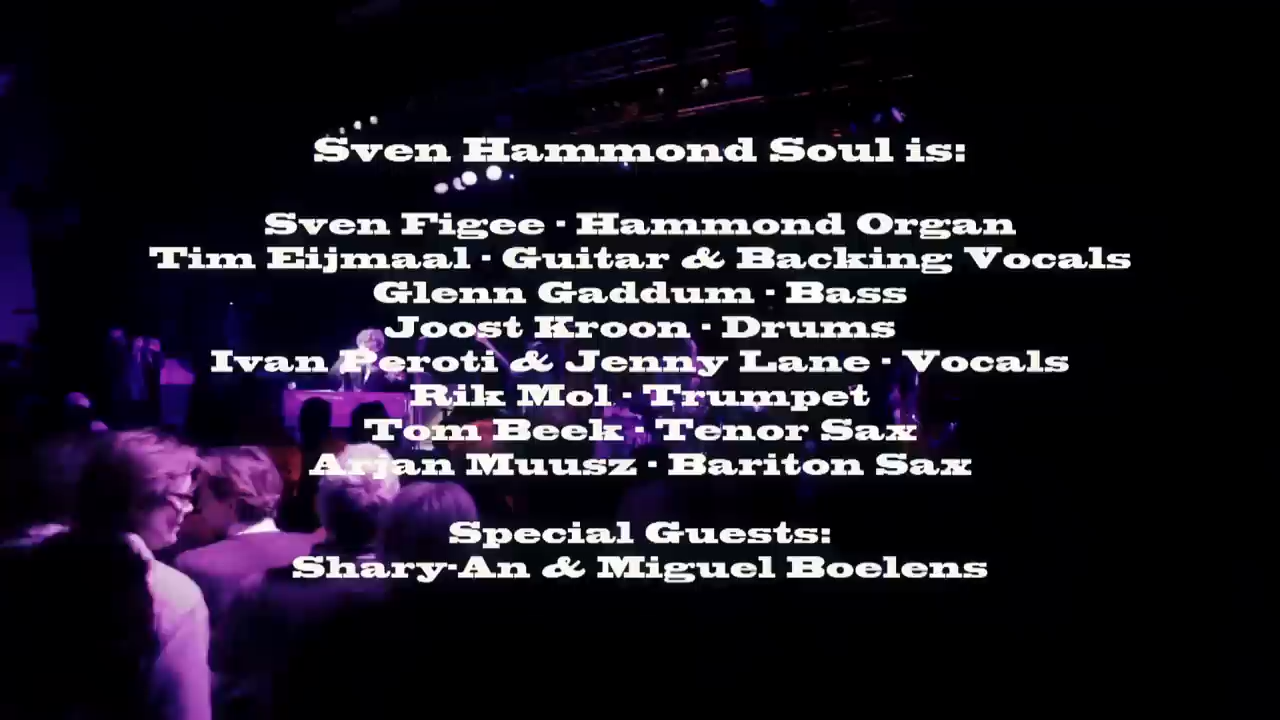 Sven Hammond Soul is:
Sven Figee · Hammond Organ
Tim Eijmaal · Guitar & Backing Vocals
Glenn Gaddum · Bass
Joost Kroon · Drums
Ivan Peroti & Jenny Lane · Vocals
Rik Mol · Trumpet
Tom Beek · Tenor Sax
Arjan Muusz · Bariton Sax
Special Guests:
Shary-An & Miguel Boelens